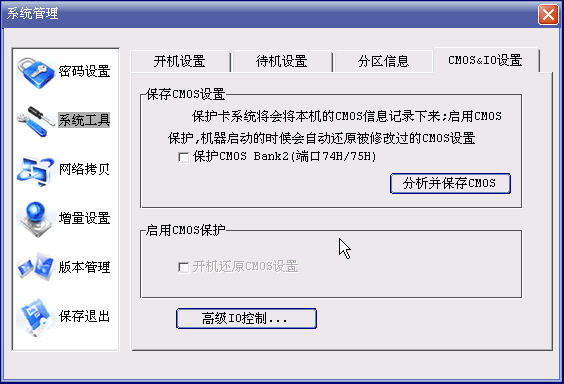 系统管理
密码设置
系统工具
网络拷贝
增量设置
版本管理
保存退出
开机设置
待机设置
分区信息
CMOS&IO设置
保存CMOS设置
保护卡系统将会将本机的CMOS信息记录下来;启用CMOS
保护,机器启动的时候会自动还原被修改过的CMOS设置
保护CMOS Bank2(端口74H/75H)
分析并保存CMOS
启用CMOS保护
开机还原CMOS设置
高级IO控制...